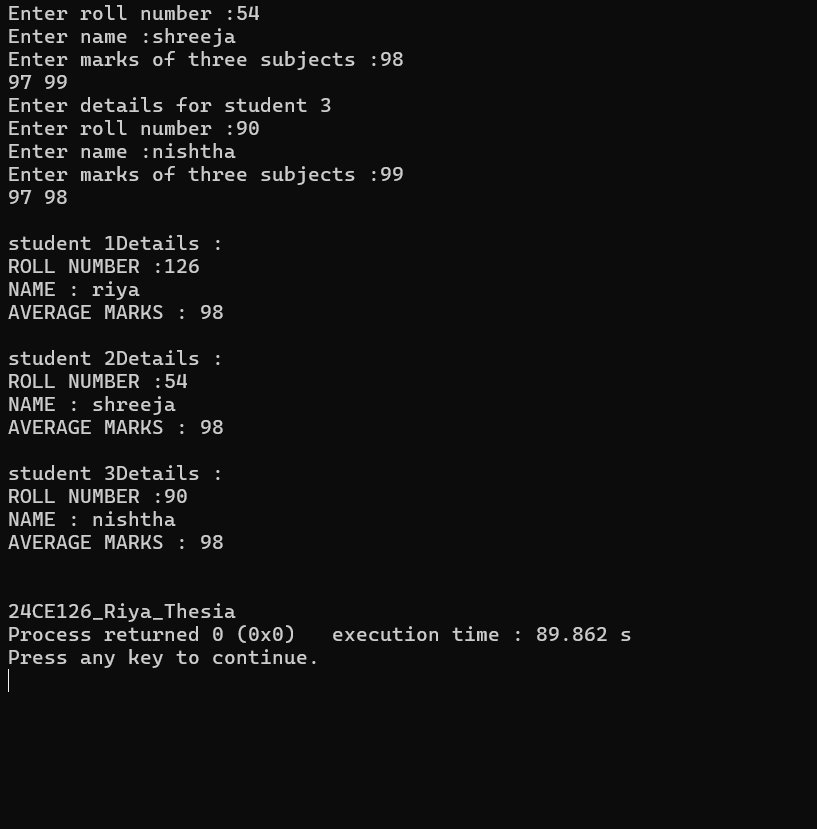 Enter roll number :54
Enter name :shreeja
Enter marks of three subjects :98
97 99
Enter details for student 3
Enter roll number :90
Enter name :nishtha
Enter marks of three subjects :99
97 98
student 1Details :
ROLL NUMBER :126
NAME : riya
AVERAGE MARKS : 98
student 2Details :
ROLL NUMBER :54
NAME : shreeja
AVERAGE MARKS : 98
student 3Details :
ROLL NUMBER :90
NAME : nishtha
AVERAGE MARKS : 98
24CE126_Riya_Thesia
Process returned 0 (0x0)   execution time : 89.862 s
Press any key to continue.